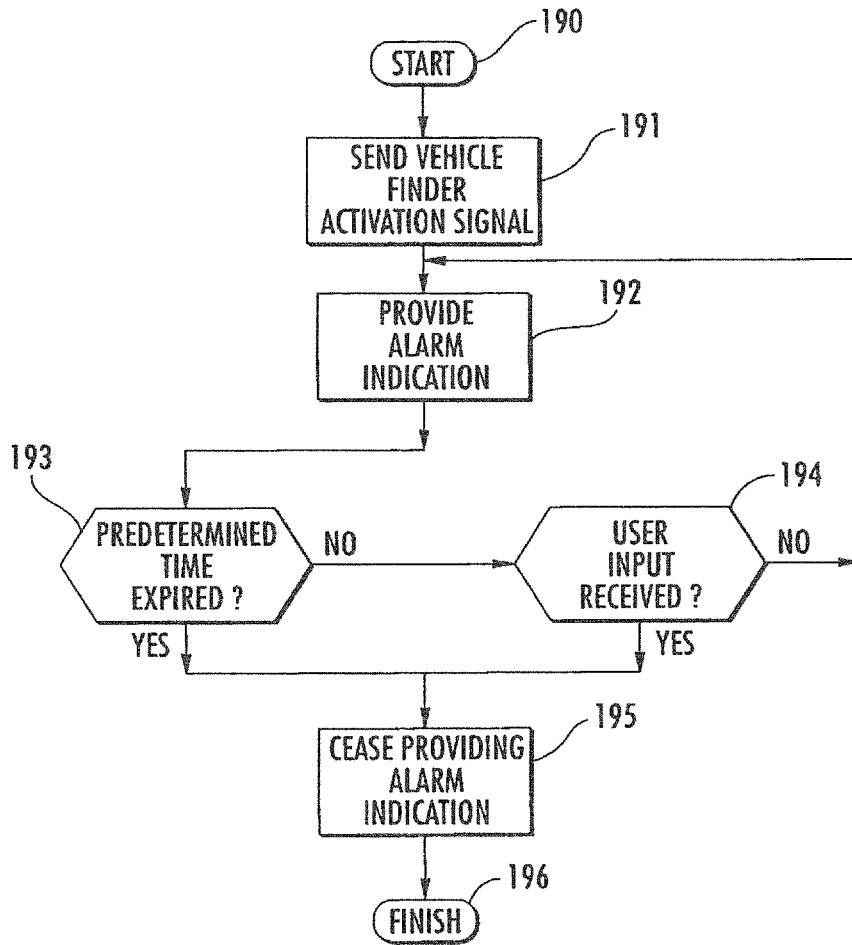 190
START
191
SEND VEHICLE
FINDER
ACTIVATION SIGNAL
192
PROVIDE
ALARM
INDICATION
193
PREDETERMINED
TIME
EXPIRED ?
NO
YES
194
USER
INPUT
RECEIVED ?
NO
YES
195
CEASE PROVIDING
ALARM
INDICATION
196
FINISH